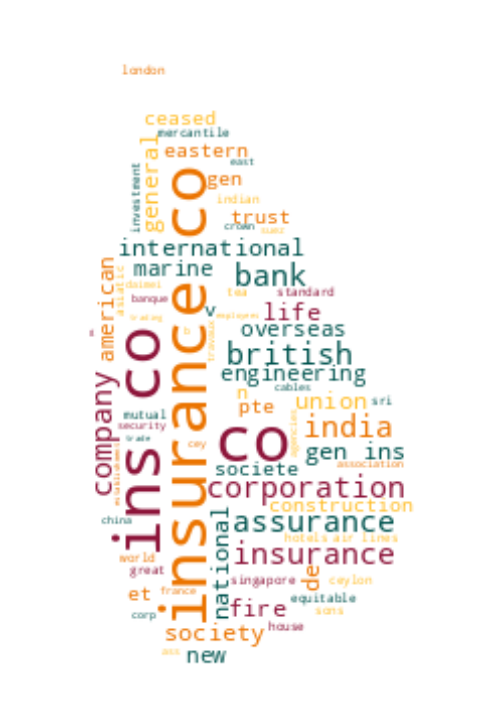 london
ceased
mercantile
eastern
east
general
investment
insurance co
gen
indian
trust
crown
suez
international
marine
bank
american
asiatic
daimei
banque
tea
standard
trading
v
life
employees
overseas
ins co
british
travaux
engineering
cables
company
n
pte
union
sri
mutual
security
trade
india
co
agencies
cey
gen ins
societe
association
establishment
corporation
construction
china
national
assurance
hotels
air lines
world
insurance
great
de
singapore
ceylon
et
france
equitable
corp
fire
sons
society
house
ass
new